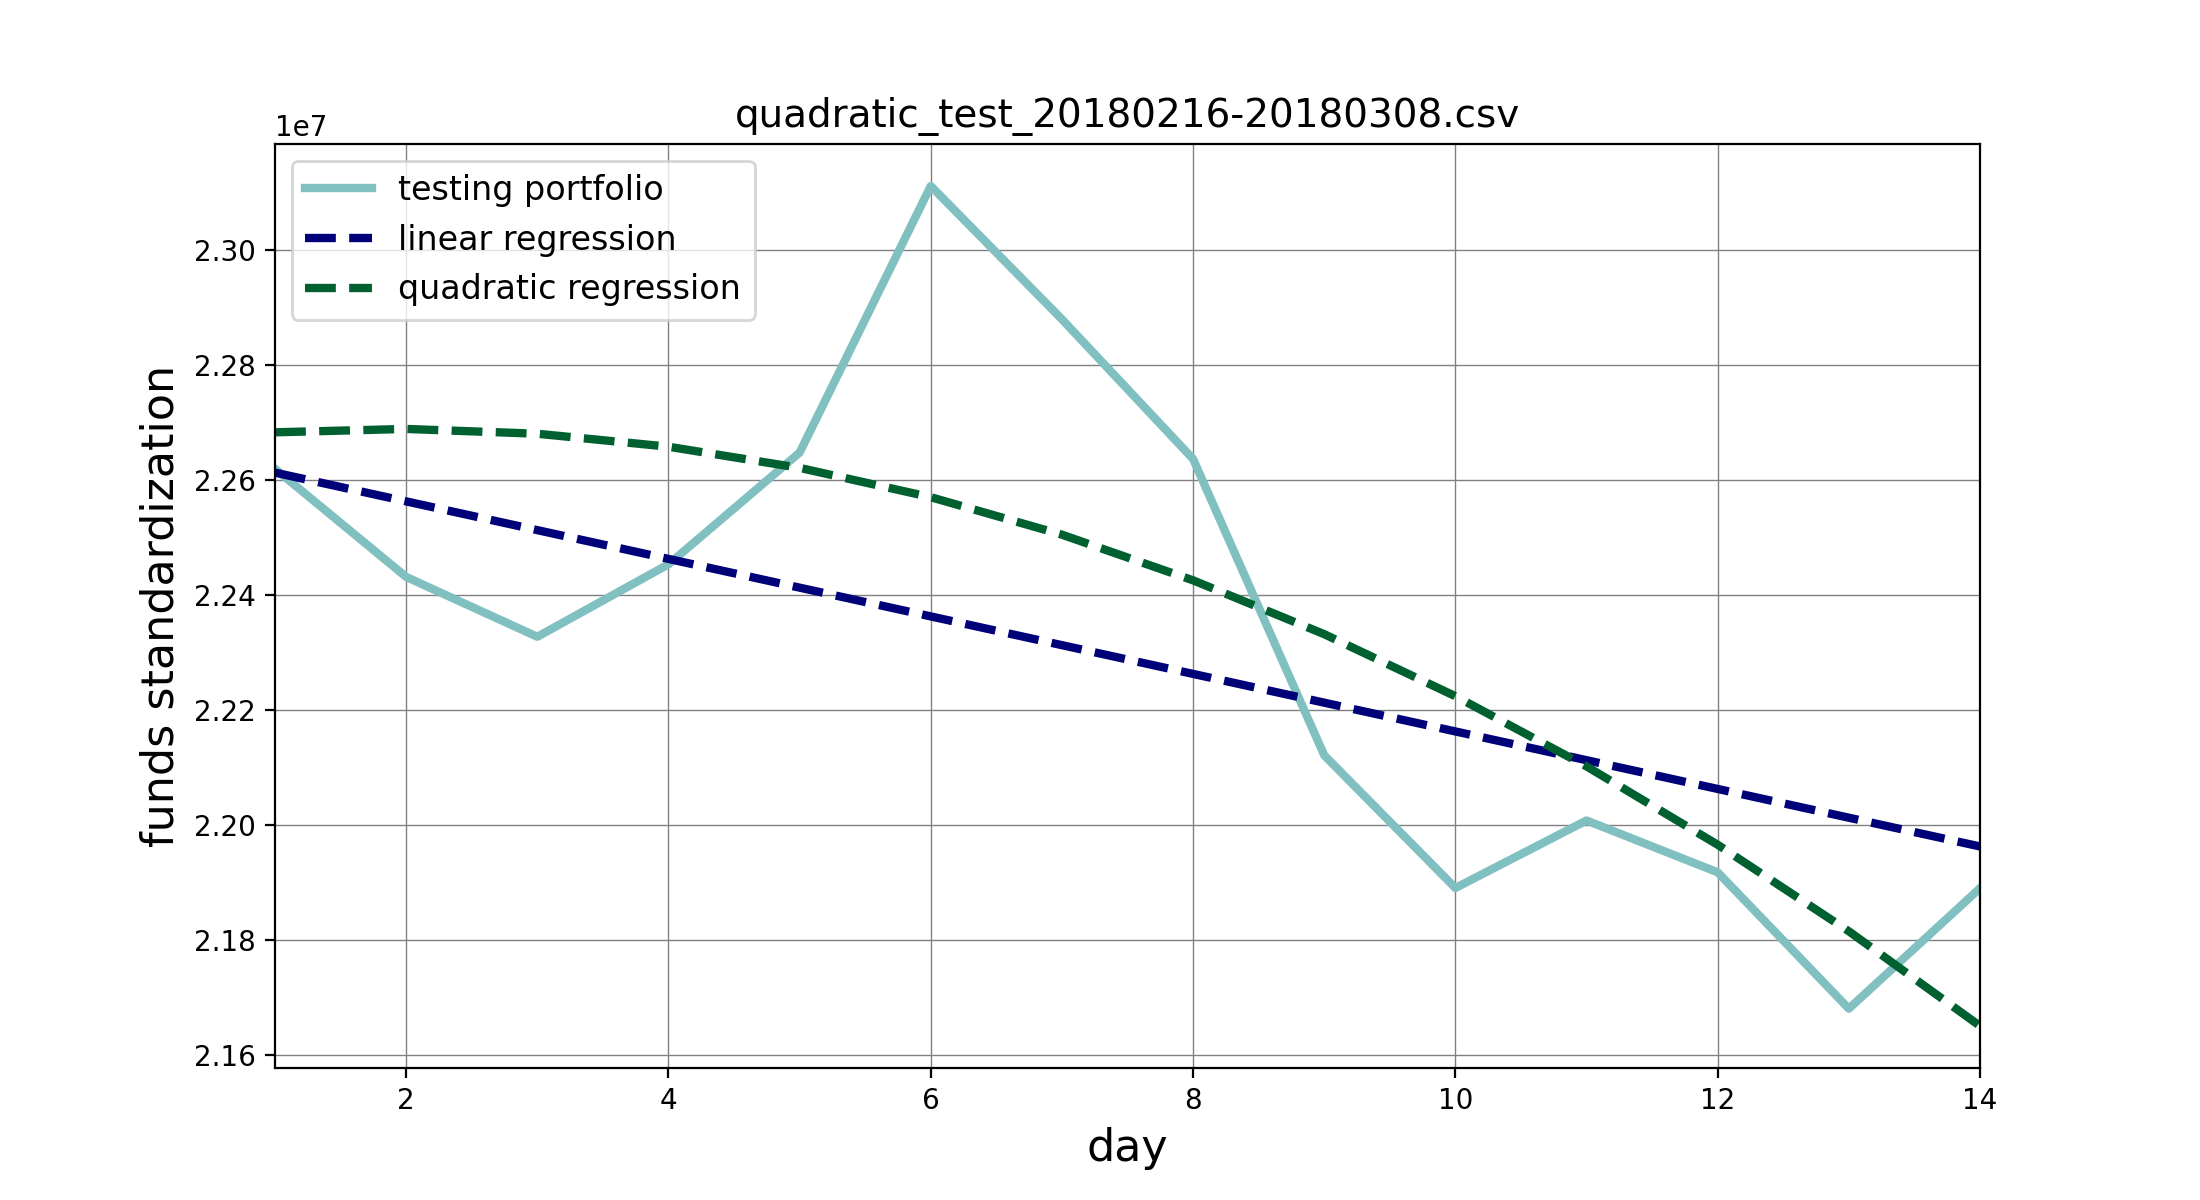 quadratic_test_20180216-20180308.csv
1e7
testing portfolio
linear regression
quadratic regression
2.30
2.28
2.26
2.24
2.22
2.20
2.18
2.16
funds standardization
2 4 6 8 10 12 14
day